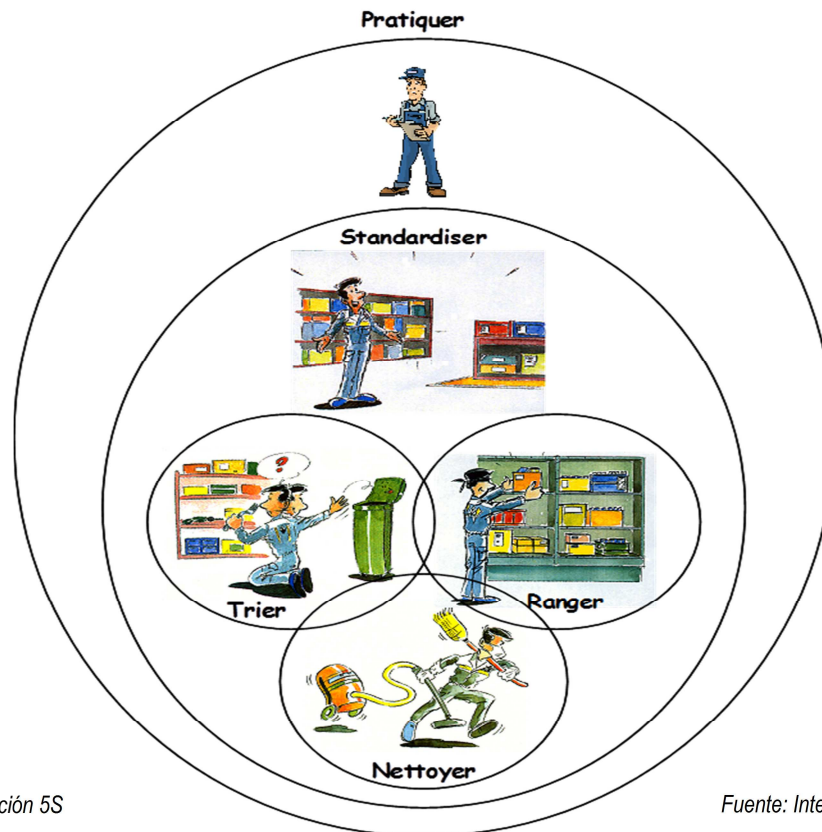 Pratiquer
Standardiser
?
Trier
Ranger
Nettoyer
ción 5S
Fuente: Inte